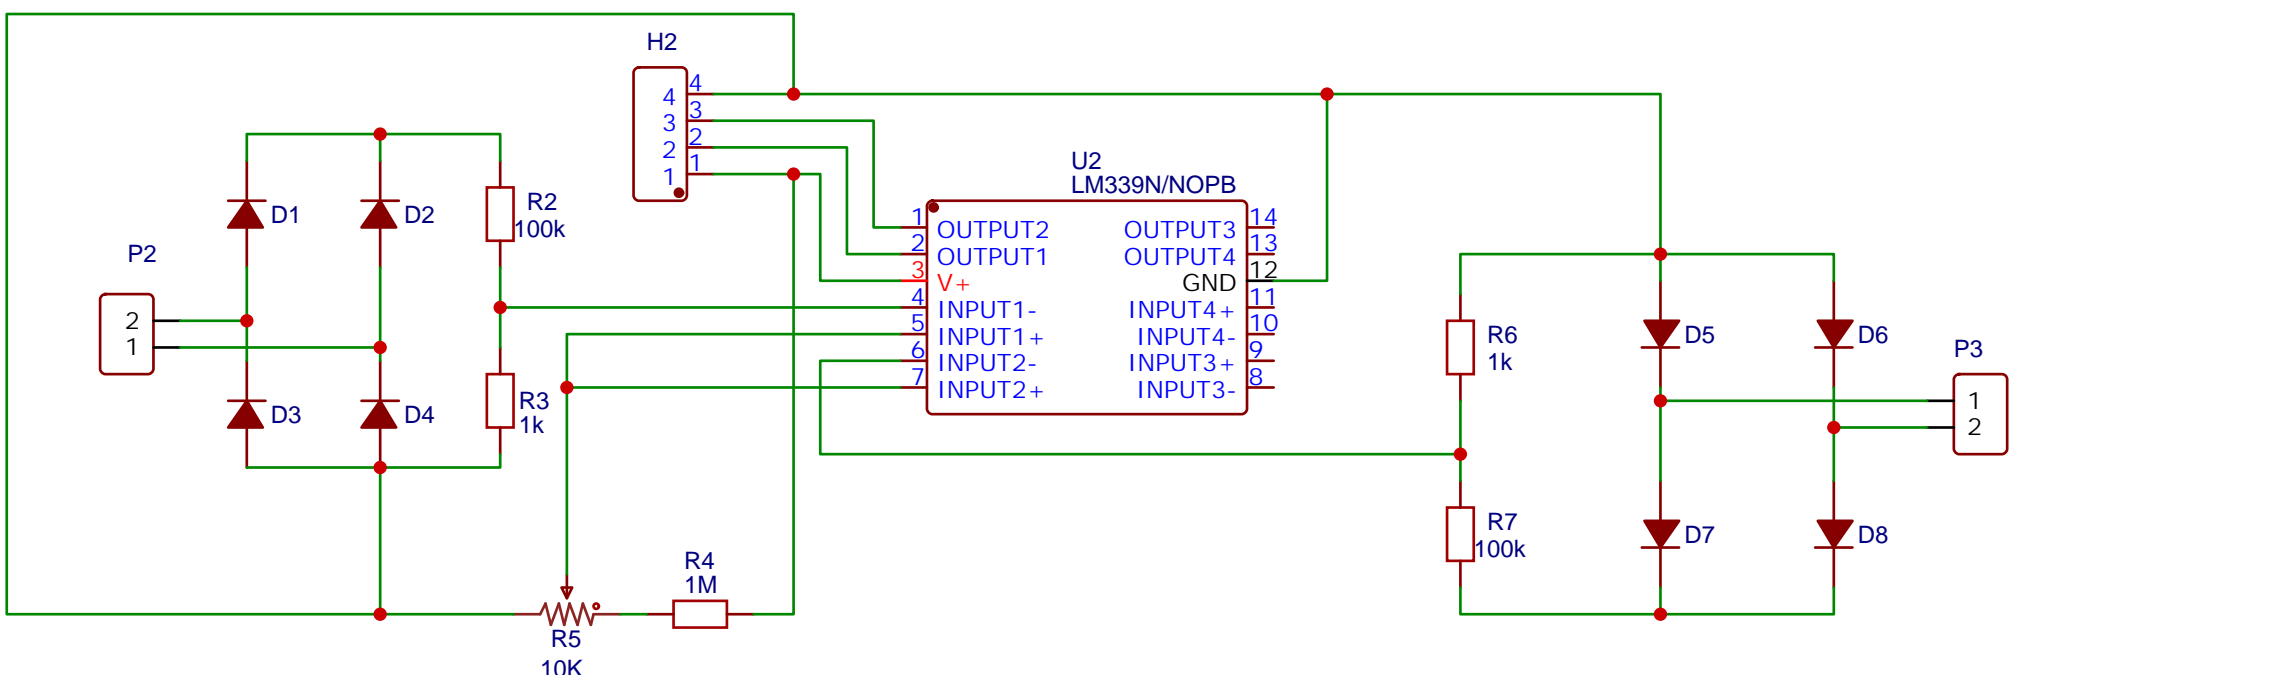 H2
4
4
3
3
2
2
1
1
D1
D2
R2
100k
P2
2
1
D3
D4
R3
1k
U2
LM339N/NOPB
1
OUTPUT2
2
OUTPUT1
3
V+
4
INPUT1-
5
INPUT1+
6
INPUT2-
7
INPUT2+
OUTPUT3
14
OUTPUT4
13
GND
12
INPUT4+
11
INPUT4-
10
INPUT3+
9
INPUT3-
8
R6
1k
D5
D6
P3
1
2
R7
100k
D7
D8
R4
1M
R5
10K